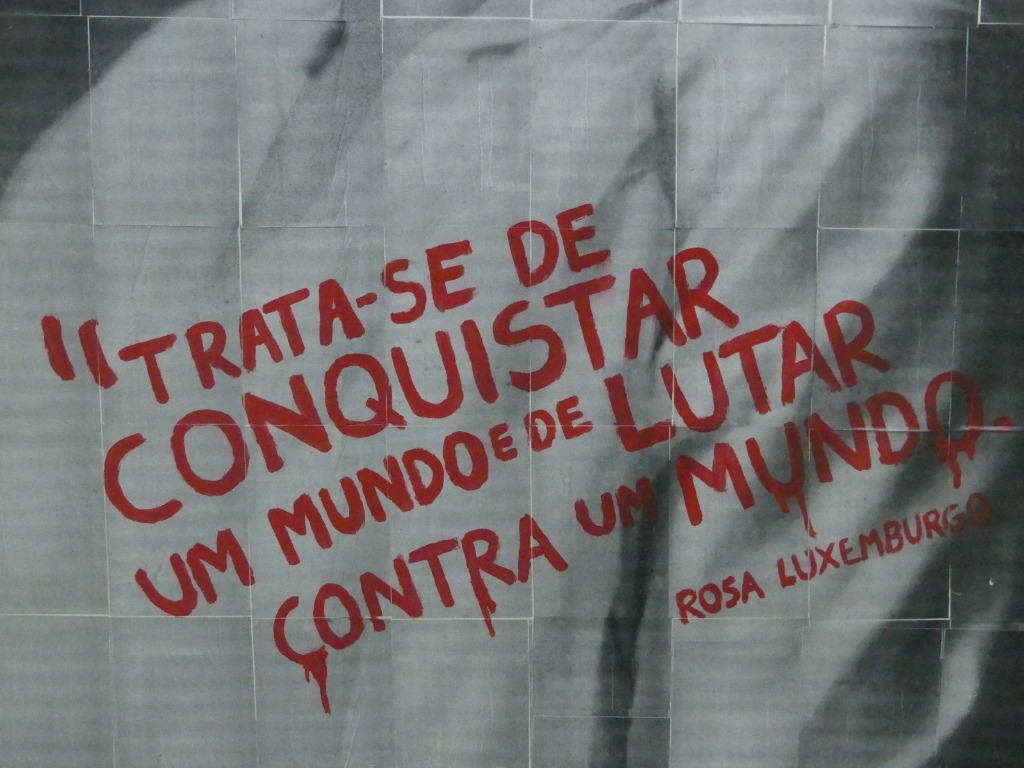 "TRATA-SE DE
CONQUISTAR
UM MUNDO E DE LUTAR
CONTRA UM MUNDO.
ROSA LUXEMBURGO